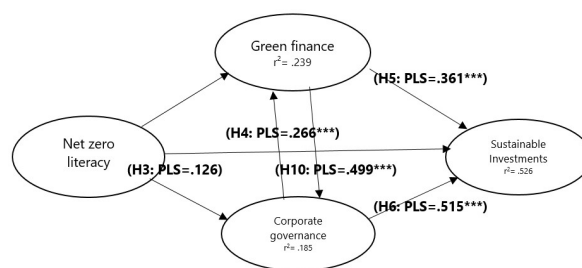 Green finance
r²= .239
(H5: PLS=.361***)
(H4: PLS=.266***)
Net zero
literacy
Sustainable
Investments
r²= .526
(H3: PLS=.126)
(H10: PLS=.499***)
(H6: PLS=.515***)
Corporate
governance
r²= .185